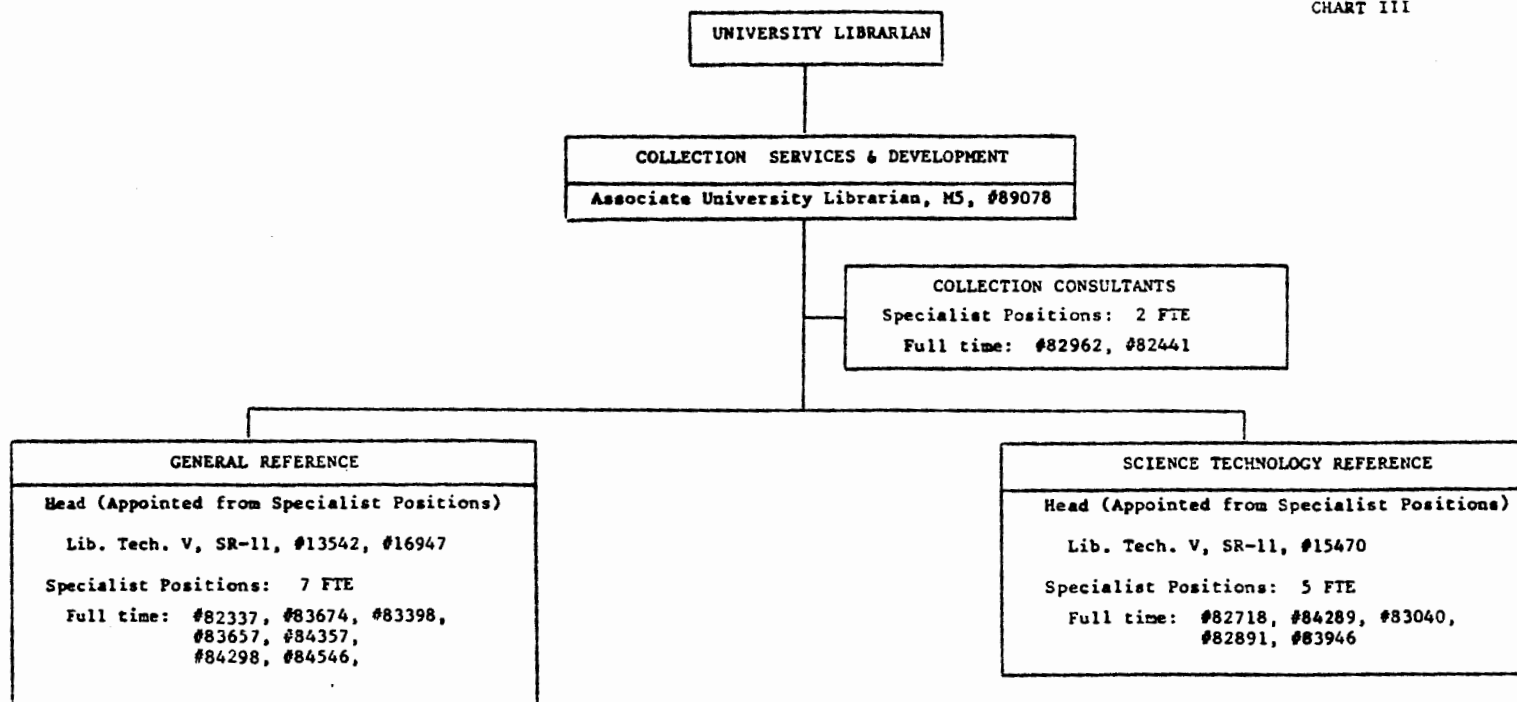 CHART III
UNIVERSITY LIBRARIAN
COLLECTION SERVICES & DEVELOPMENT
Associate University Librarian, M5, #89078
COLLECTION CONSULTANTS
Specialist Positions: 2 FTE
Full time: #82962, #82441
GENERAL REFERENCE
Head (Appointed from Specialist Positions)
Lib. Tech. V, SR-11, #13542, #16947
Specialist Positions: 7 FTE
Full time: #82337, #83674, #83398,
#83657, #84357,
#84298, #84546,
SCIENCE TECHNOLOGY REFERENCE
Head (Appointed from Specialist Positions)
Lib. Tech. V, SR-11, #15470
Specialist Positions: 5 FTE
Full time: #82718, #84289, #83040,
#82891, #83946